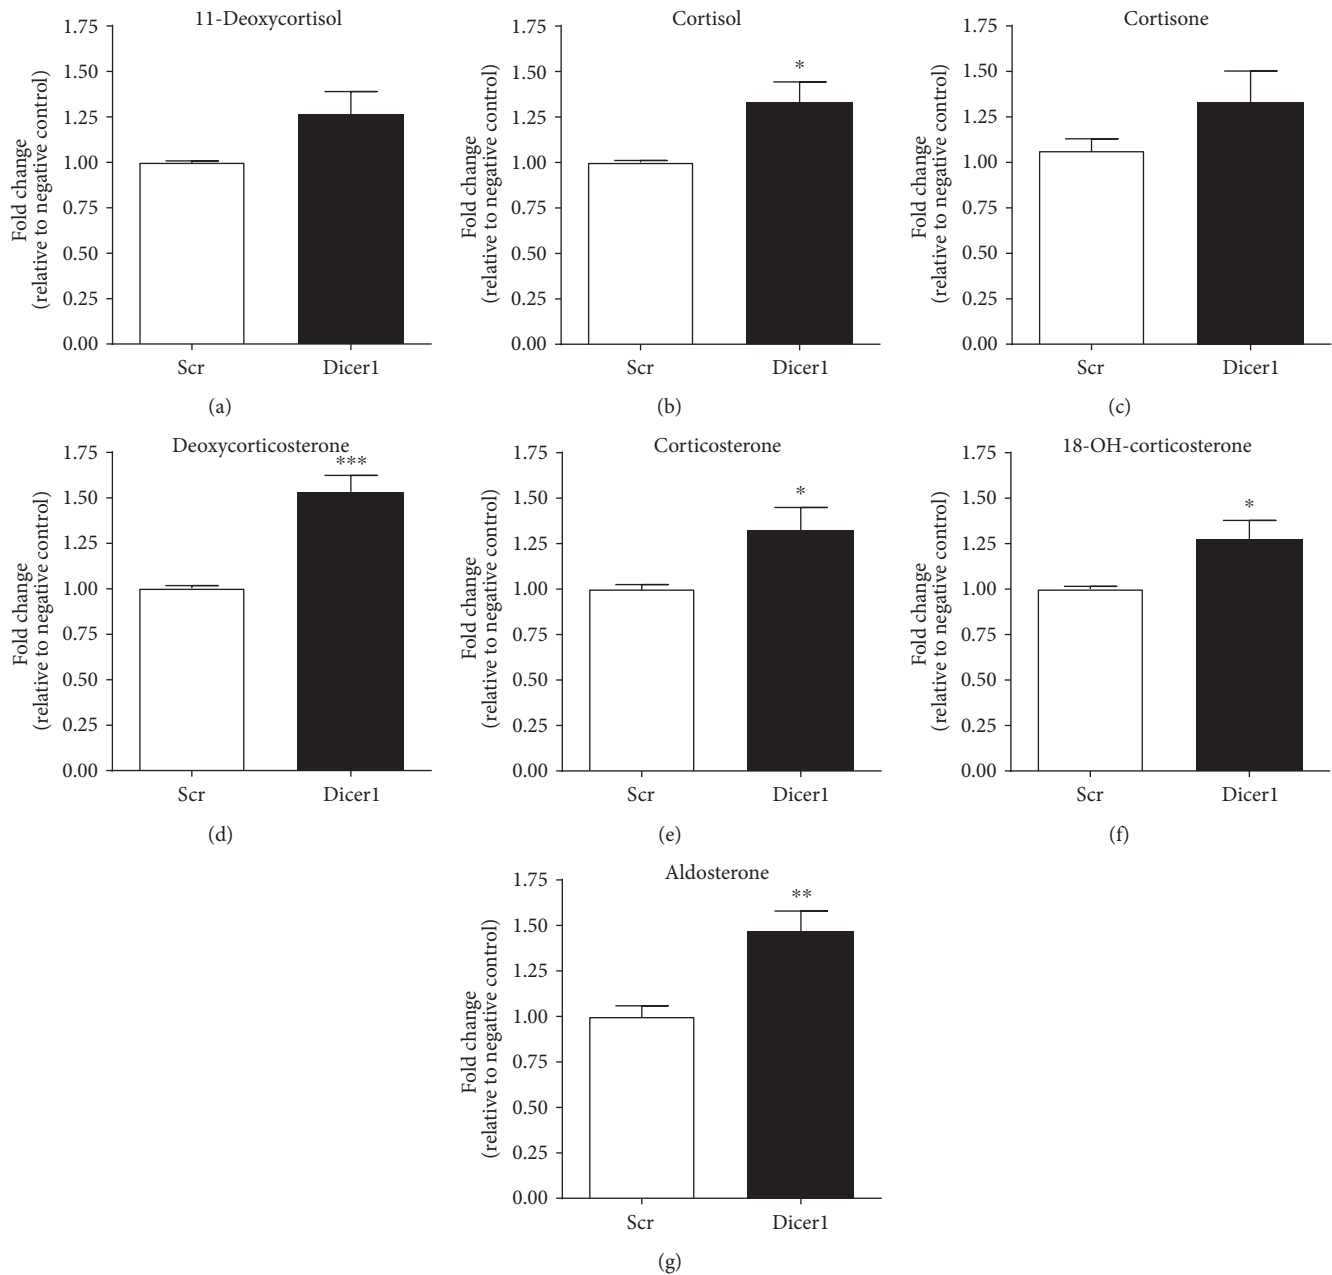 11-Deoxycortisol
Fold change
(relative to negative control)
1.75
1.50
1.25
1.00
0.75
0.50
0.25
0.00
Scr
Dicer1
(a)
Cortisol
Fold change
(relative to negative control)
1.75
1.50
1.25
1.00
0.75
0.50
0.25
0.00
*
Scr
Dicer1
(b)
Cortisone
Fold change
(relative to negative control)
1.75
1.50
1.25
1.00
0.75
0.50
0.25
0.00
Scr
Dicer1
(c)
Deoxycorticosterone
Fold change
(relative to negative control)
1.75
1.50
1.25
1.00
0.75
0.50
0.25
0.00
***
Scr
Dicer1
(d)
Corticosterone
Fold change
(relative to negative control)
1.75
1.50
1.25
1.00
0.75
0.50
0.25
0.00
*
Scr
Dicer1
(e)
18-OH-corticosterone
Fold change
(relative to negative control)
1.75
1.50
1.25
1.00
0.75
0.50
0.25
0.00
*
Scr
Dicer1
(f)
Aldosterone
Fold change
(relative to negative control)
1.75
1.50
1.25
1.00
0.75
0.50
0.25
0.00
**
Scr
Dicer1
(g)